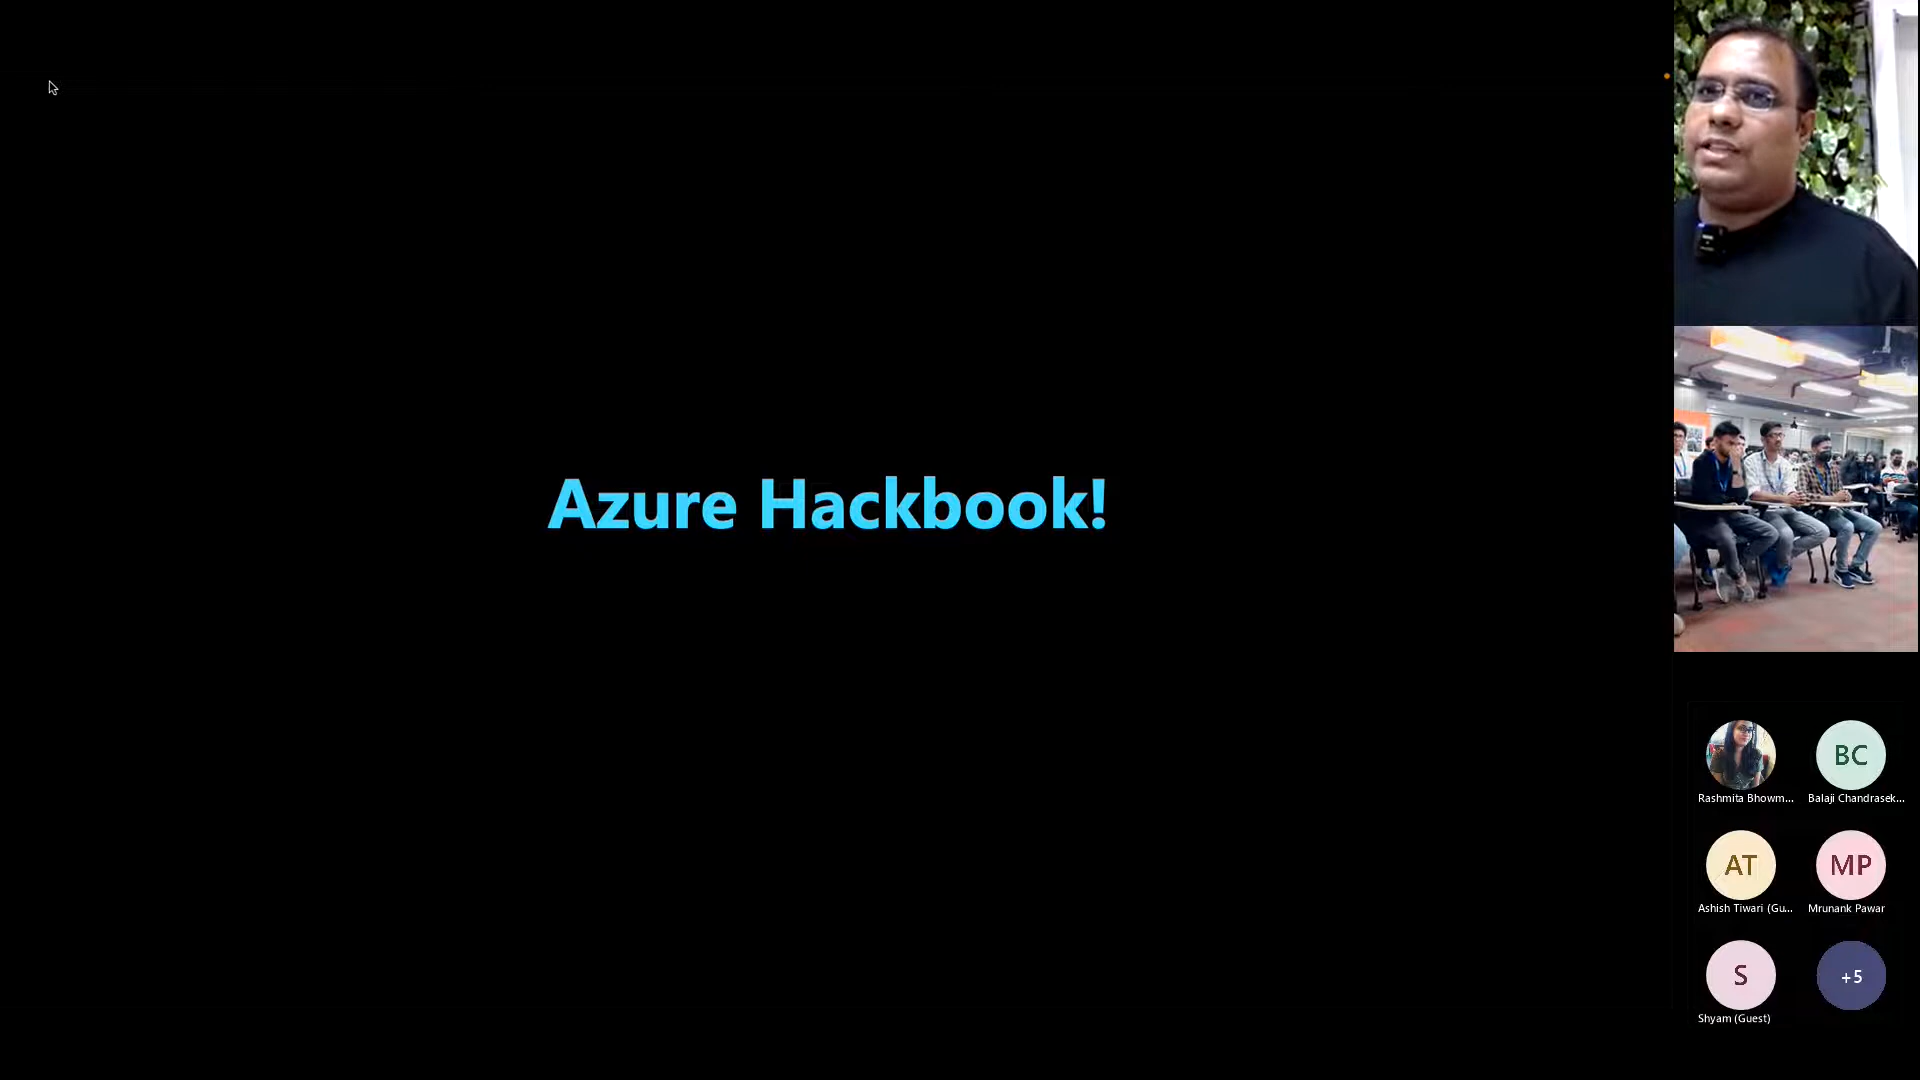 Azure Hackbook!
BC
Rashmita Bhowm...
Balaji Chandrasek...
AT
MP
Ashish Tiwari (Gu...
Mrunank Pawar
S
+5
Shyam (Guest)